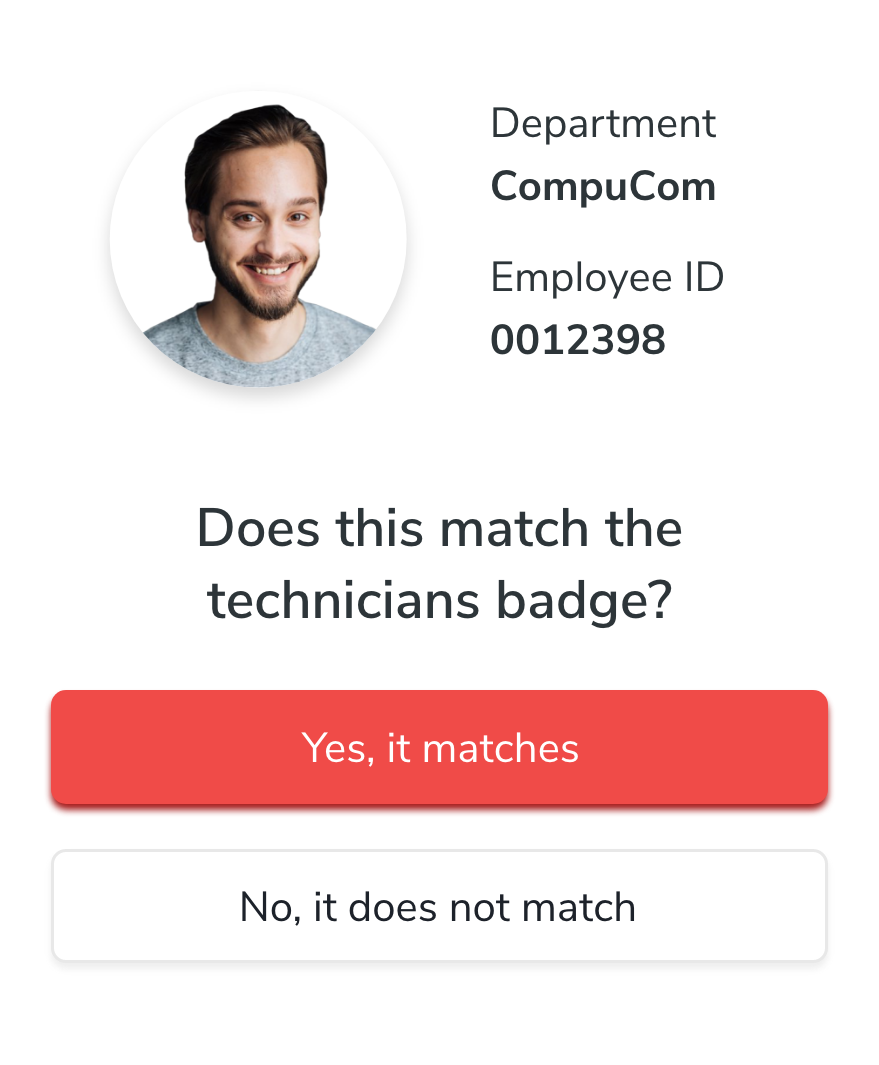 Department
CompuCom
Employee ID
0012398
Does this match the
technicians badge?
Yes, it matches
No, it does not match